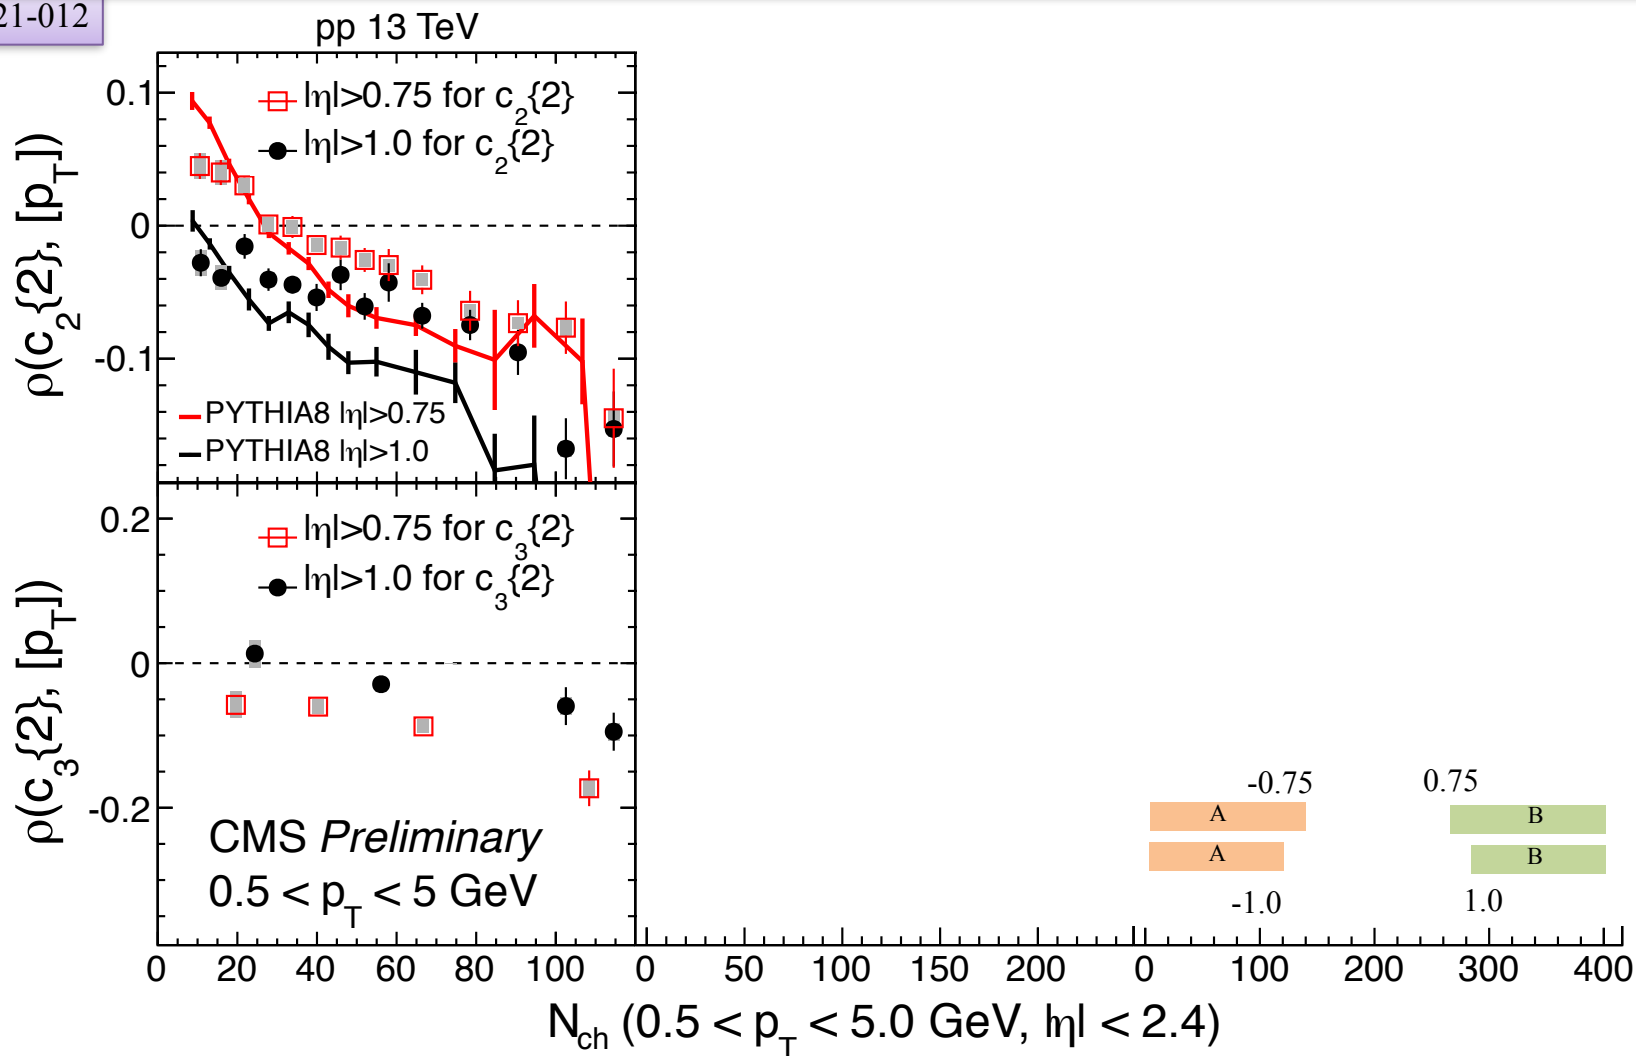 21-012
pp 13 TeV
0.1
0
-0.1
ρ(c2{2}, [pT])
|η|>0.75 for c2{2}
|η|>1.0 for c2{2}
PYTHIA8 |η|>0.75
PYTHIA8 |η|>1.0
0.2
0
-0.2
ρ(c3{2}, [pT])
|η|>0.75 for c3{2}
|η|>1.0 for c3{2}
CMS Preliminary
0.5 < pT < 5 GeV
-0.75 0.75
A B
A B
-1.0 1.0
0 20 40 60 80 100 0 50 100 150 200 0 100 200 300 400
Nch (0.5 < pT < 5.0 GeV, |η| < 2.4)